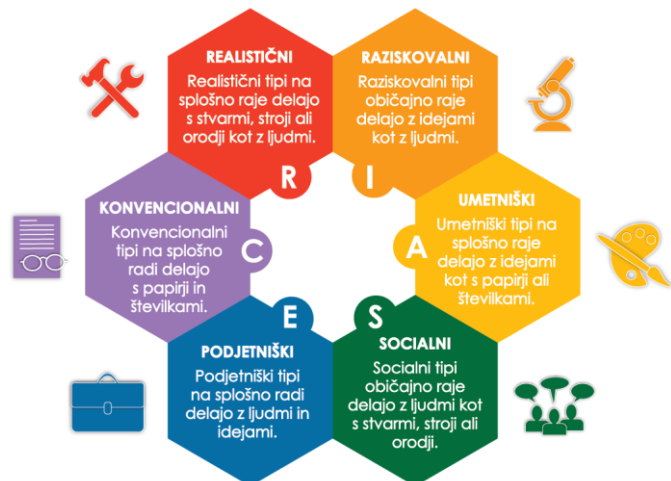 REALISTIČNI
Realistični tipi na
splošno raje delajo
s stvarmi, stroji ali
orodji kot z ljudmi.
R
RAZISKOVALNI
Raziskovalni tipi
običajno raje
delajo z idejami
kot z ljudmi.
I
KONVENCIONALNI
Konvencionalni
tipi na splošno
radi delajo
s papirji in
številkami.
C
UMETNIŠKI
Umetniški tipi na
splošno raje
delajo z idejami
kot s papirji ali
številkami.
A
PODJETNIŠKI
Podjetniški tipi
na splošno radi
delajo z ljudmi in
idejami.
E
SOCIALNI
Socialni tipi
običajno raje
delajo z ljudmi kot
s stvarmi, stroji ali
orodji.
S